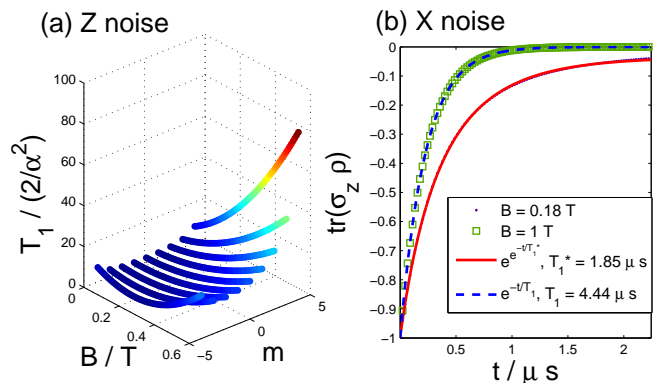 (a) Z noise
T₁ / (2/α²)
100
80
60
40
20
0
0
0.2
0.4
0.6
B / T
−5
0
5
m
(b) X noise
tr(σ_z ρ)
0
−0.1
−0.2
−0.3
−0.4
−0.5
−0.6
−0.7
−0.8
−0.9
−1
B = 0.18 T
B = 1 T
e^{e^{−t/T₁*}}, T₁* = 1.85 μ s
e^{−t/T₁}, T₁ = 4.44 μ s
0.5
1
1.5
2
t / μ s